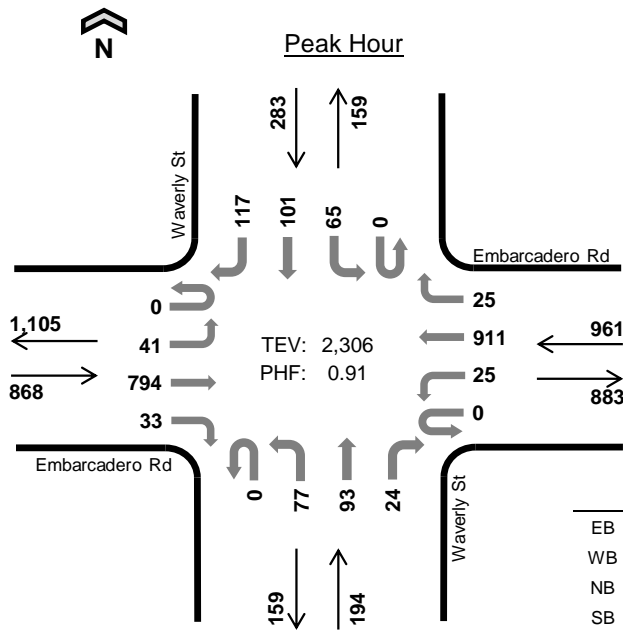 N
Peak Hour
283
159
Waverly St
117
101
65
0
Embarcadero Rd
0
25
1,105
41
TEV: 2,306
911
961
868
794
PHF: 0.91
25
883
33
0
Embarcadero Rd
0
77
93
24
Waverly St
159
194
EB
WB
NB
SB